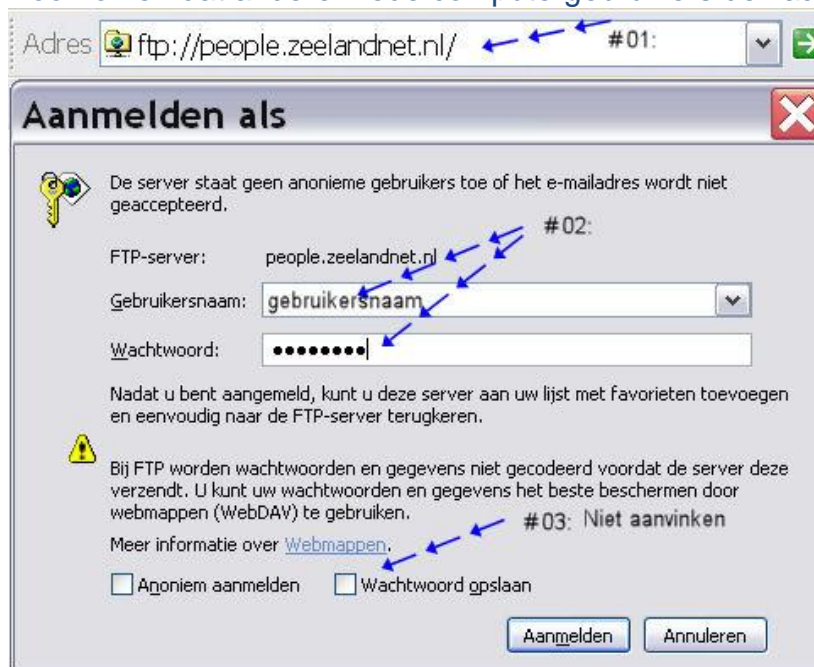 Adres ftp://people.zeelandnet.nl/ #01:
Aanmelden als
De server staat geen anonieme gebruikers toe of het e-mailadres wordt niet
geaccepteerd.
#02:
FTP-server: people.zeelandnet.nl
Gebruikersnaam: gebruikersnaam
Wachtwoord: ••••••••
Nadat u bent aangemeld, kunt u deze server aan uw lijst met favorieten toevoegen
en eenvoudig naar de FTP-server terugkeren.
Bij FTP worden wachtwoorden en gegevens niet gecodeerd voordat de server deze
verzendt. U kunt uw wachtwoorden en gegevens het beste beschermen door
webmappen (WebDAV) te gebruiken.
#03: Niet aanvinken
Meer informatie over Webmappen.
Anoniem aanmelden Wachtwoord opslaan
Aanmelden Annuleren